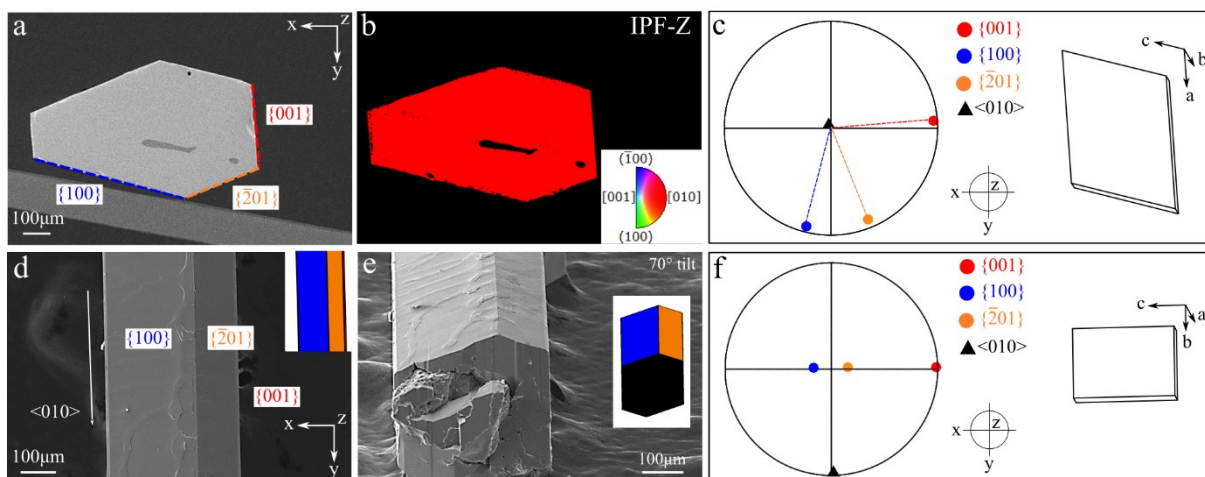 a
x
z
y
{001}
{100}
{2̅01}
100μm
b
IPF-Z
(1̅00)
[001]
[010]
(100)
c
{001}
{100}
{2̅01}
<010>
x
z
y
c
b
a
d
{100}
{2̅01}
{001}
<010>
x
z
y
100μm
e
70° tilt
100μm
f
{001}
{100}
{2̅01}
<010>
x
z
y
c
a
b